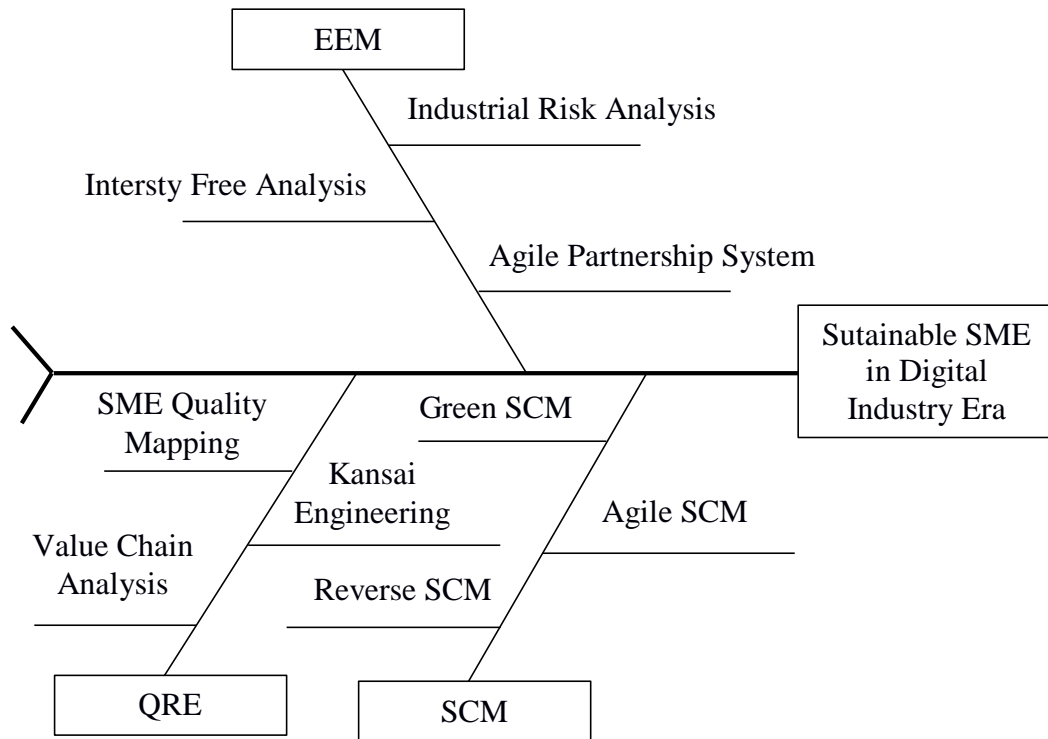 EEM
Industrial Risk Analysis
Intersty Free Analysis
Agile Partnership System
Sutainable SME
in Digital
Industry Era
SME Quality
Mapping
Green SCM
Kansai
Engineering
Agile SCM
Value Chain
Analysis
Reverse SCM
QRE
SCM